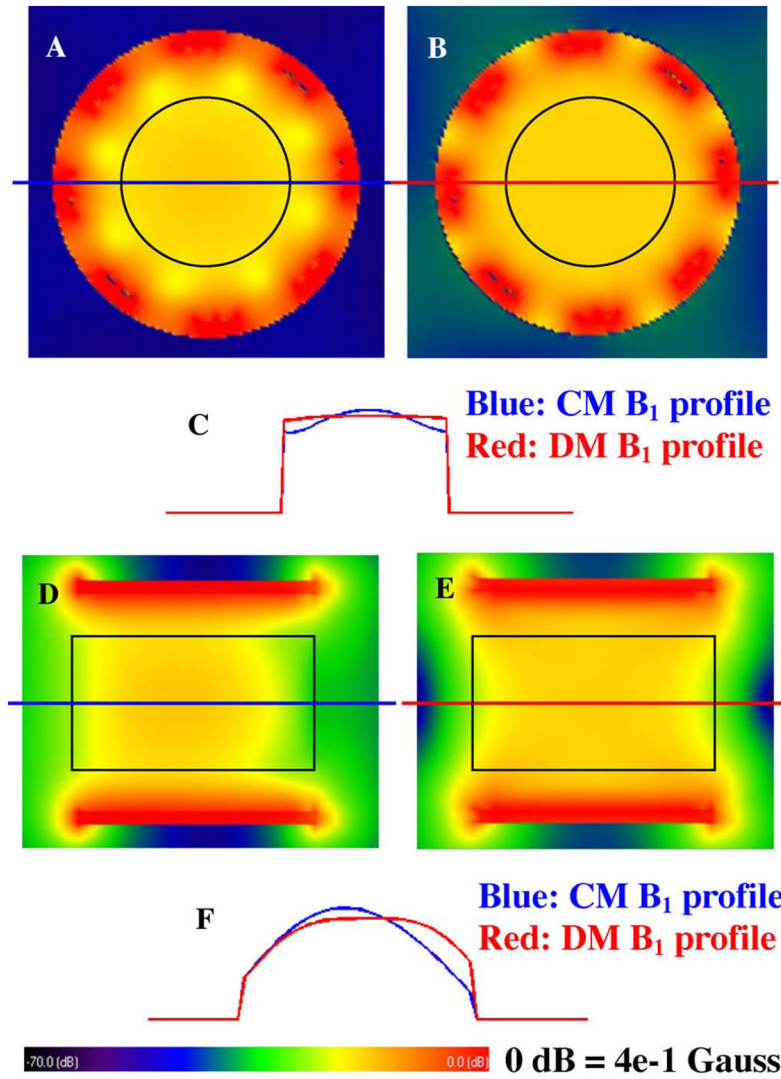 A
B
C
Blue: CM B₁ profile
Red: DM B₁ profile
D
E
F
Blue: CM B₁ profile
Red: DM B₁ profile
-70.0 (dB)
0.0 (dB)
0 dB = 4e-1 Gauss